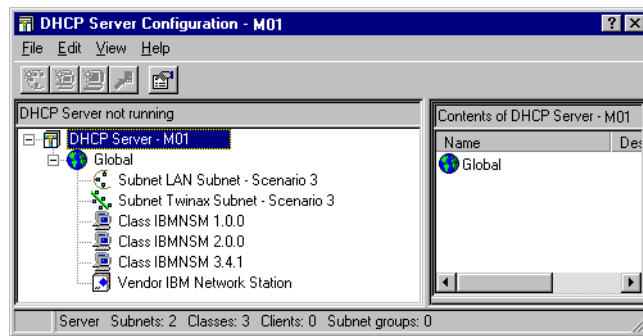 DHCP Server Configuration - M01
File Edit View Help
DHCP Server not running
DHCP Server - M01
Global
Subnet LAN Subnet - Scenario 3
Subnet Twinax Subnet - Scenario 3
Class IBMNSM 1.0.0
Class IBMNSM 2.0.0
Class IBMNSM 3.4.1
Vendor IBM Network Station
Contents of DHCP Server - M01
Name Des
Global
Server Subnets: 2 Classes: 3 Clients: 0 Subnet groups: 0